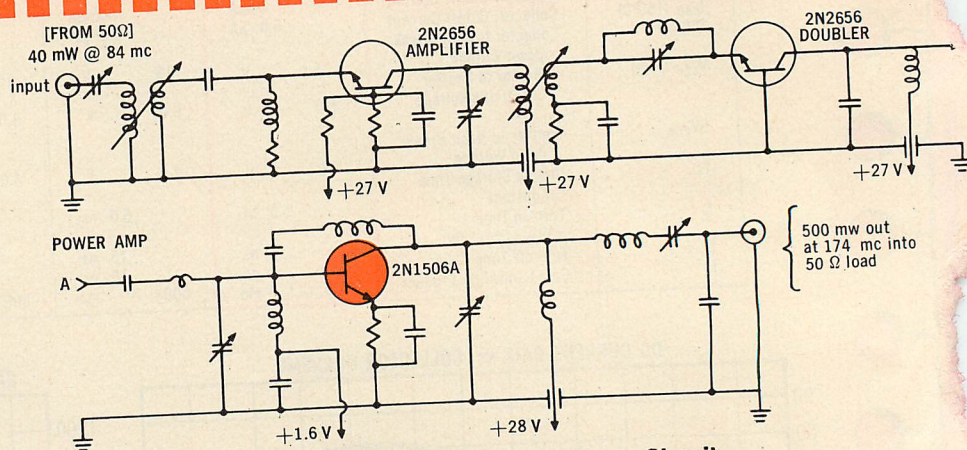 [FROM 50Ω]
40 mW @ 84 mc
input
2N2656
AMPLIFIER
2N2656
DOUBLER
+27 V
+27 V
+27 V
POWER AMP
A
2N1506A
500 mw out
at 174 mc into
50 Ω load
+1.6 V
+28 V